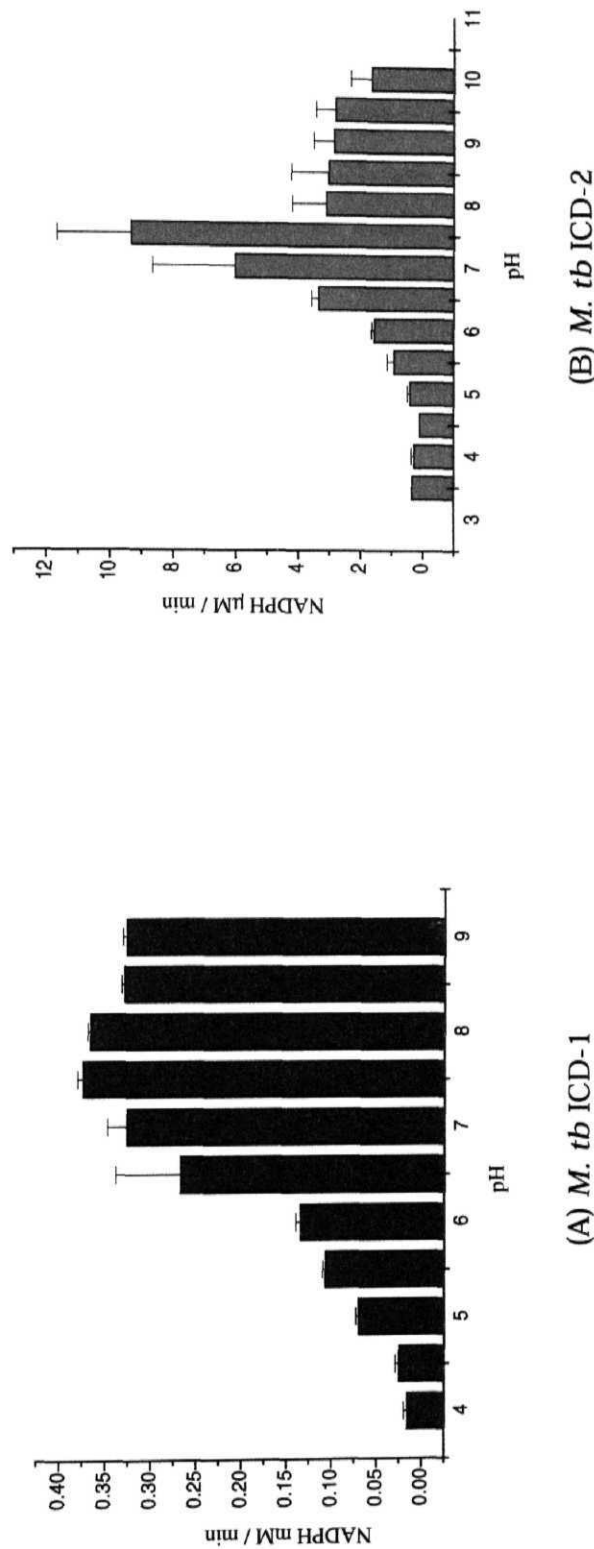 0.40
0.35
0.30
0.25
0.20
0.15
0.10
0.05
0.00
NADPH mM / min
4 5 6 7 8 9
pH
(A) M. tb ICD-1
12
10
8
6
4
2
0
NADPH µM / min
3 4 5 6 7 8 9 10 11
pH
(B) M. tb ICD-2